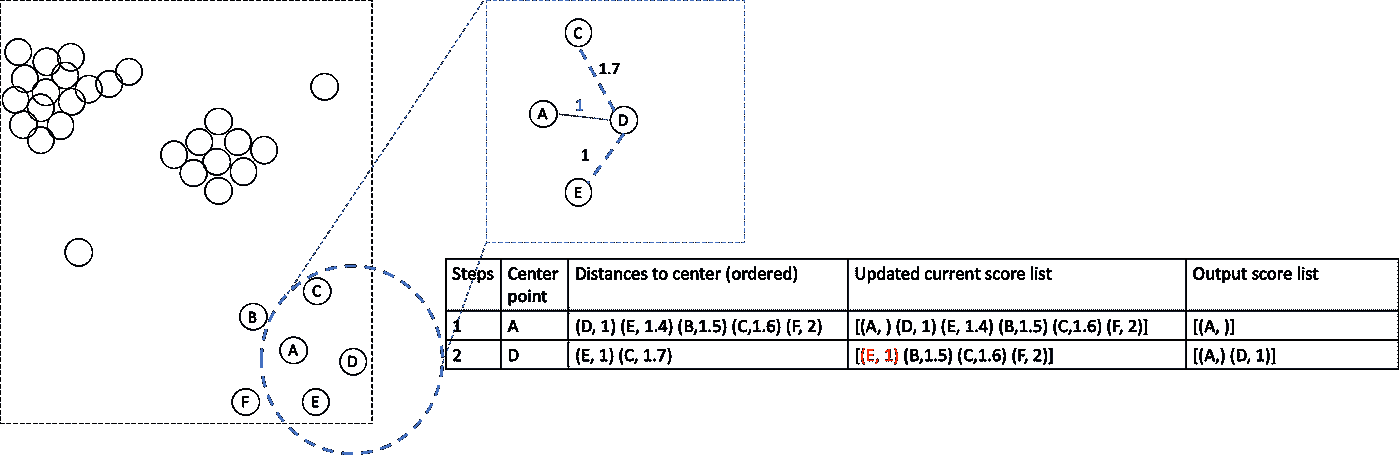 C
1.7
A
1
D
1
E
Steps Center point Distances to center (ordered) Updated current score list Output score list
1 A (D, 1) (E, 1.4) (B,1.5) (C,1.6) (F, 2) [(A, ) (D, 1) (E, 1.4) (B,1.5) (C,1.6) (F, 2)] [(A, )]
2 D (E, 1) (C, 1.7) [(E, 1) (B,1.5) (C,1.6) (F, 2)] [(A,) (D, 1)]
C
B
A
D
F
E